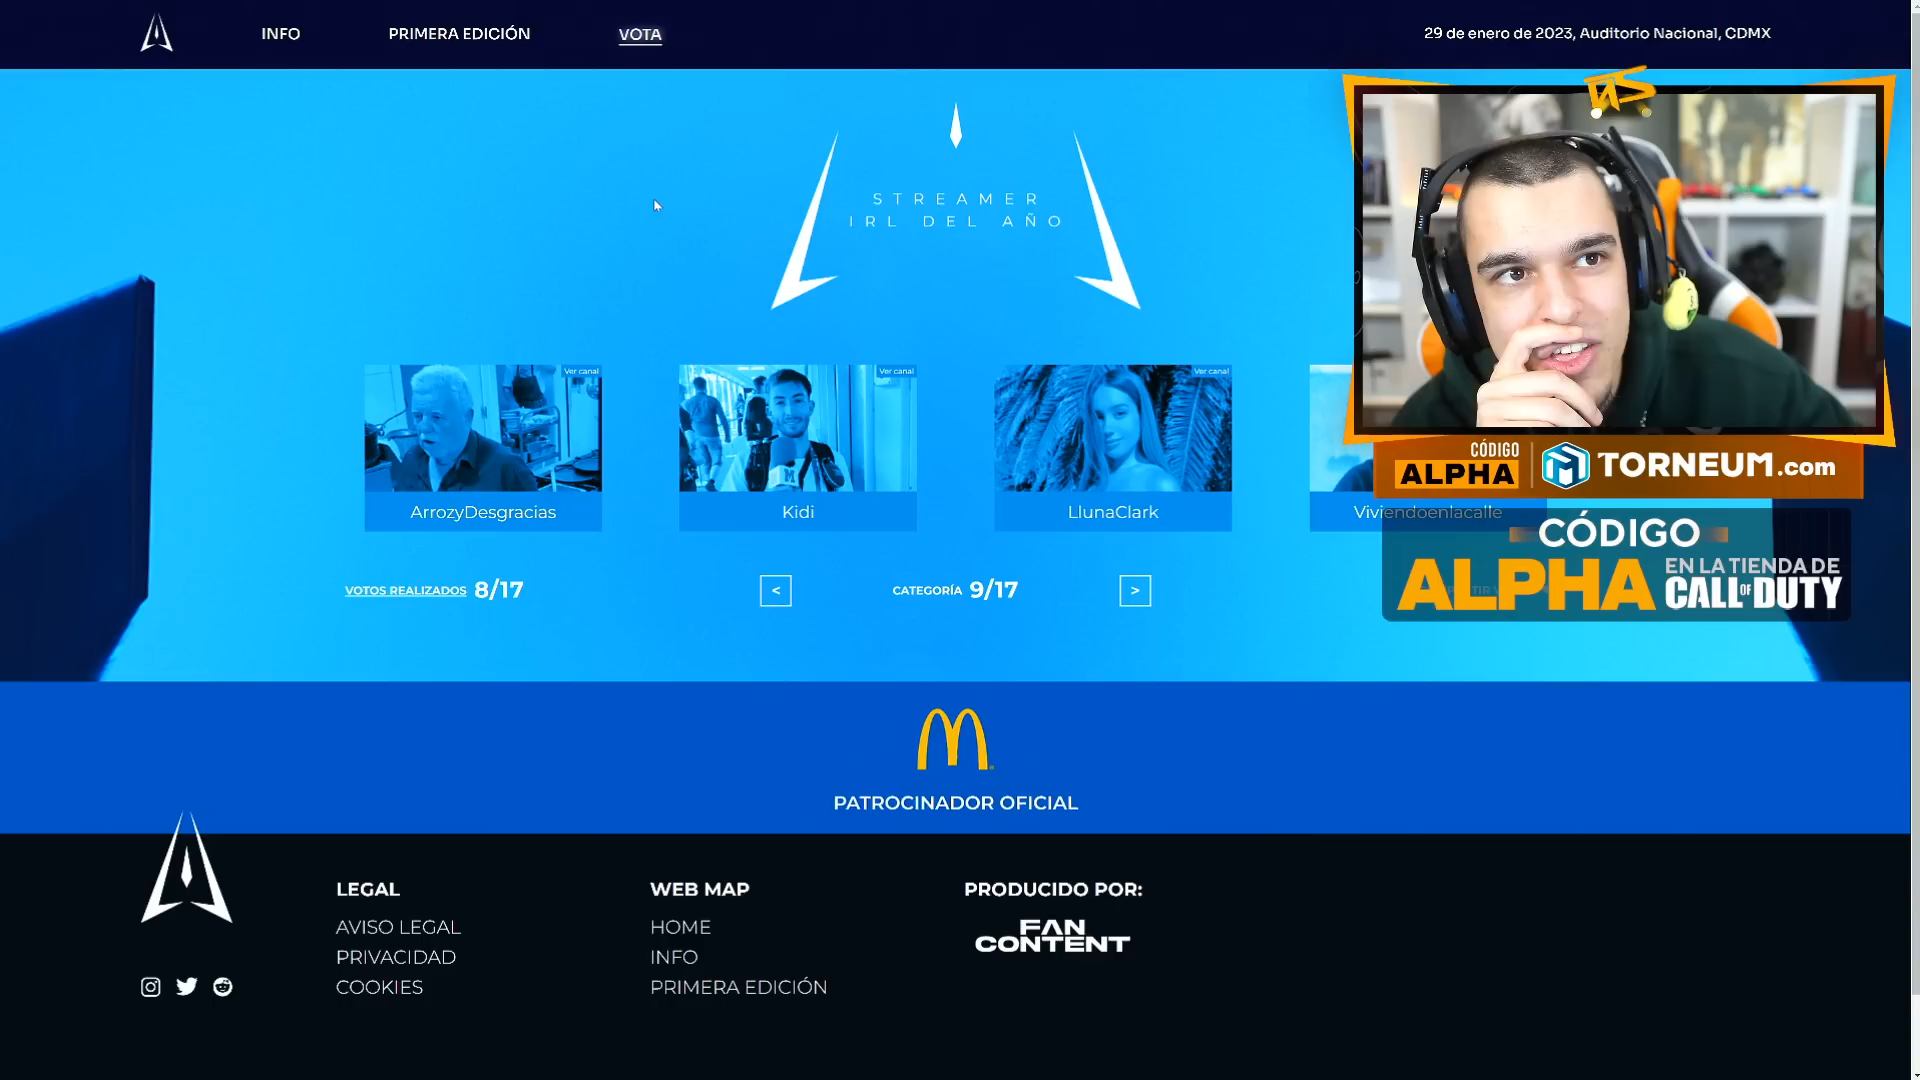 INFO
PRIMERA EDICIÓN
VOTA
29 de enero de 2023, Auditorio Nacional, CDMX
STREAMER
IRL DEL AÑO
Ver canal
Ver canal
Ver canal
ArrozyDesgracias
Kidi
LlunaClark
Viviendoenlacalle
CÓDIGO
ALPHA
TORNEUM.com
CÓDIGO
ALPHA
EN LA TIENDA DE
CALL OF DUTY
VOTOS REALIZADOS 8/17
<
CATEGORÍA 9/17
>
PATROCINADOR OFICIAL
LEGAL
AVISO LEGAL
PRIVACIDAD
COOKIES
WEB MAP
HOME
INFO
PRIMERA EDICIÓN
PRODUCIDO POR:
FAN
CONTENT